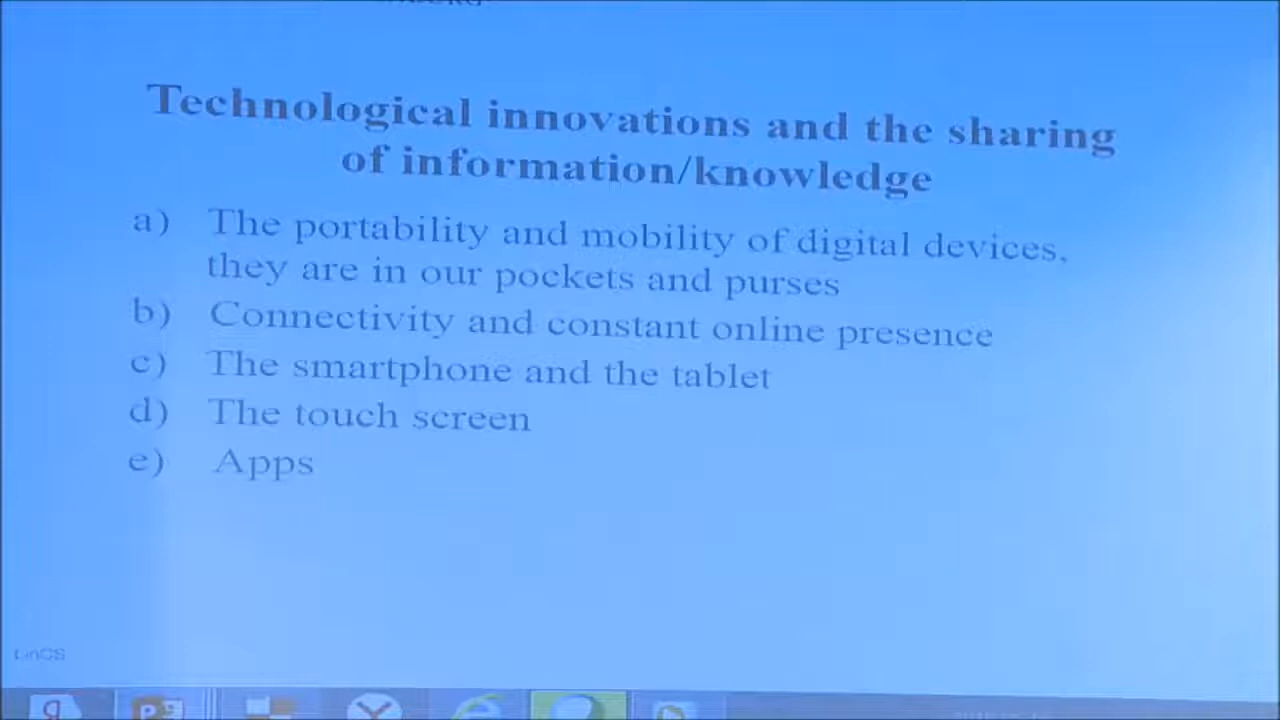 Technological innovations and the sharing
of information/knowledge
a) The portability and mobility of digital devices,
they are in our pockets and purses
b) Connectivity and constant online presence
c) The smartphone and the tablet
d) The touch screen
e) Apps
LinCS